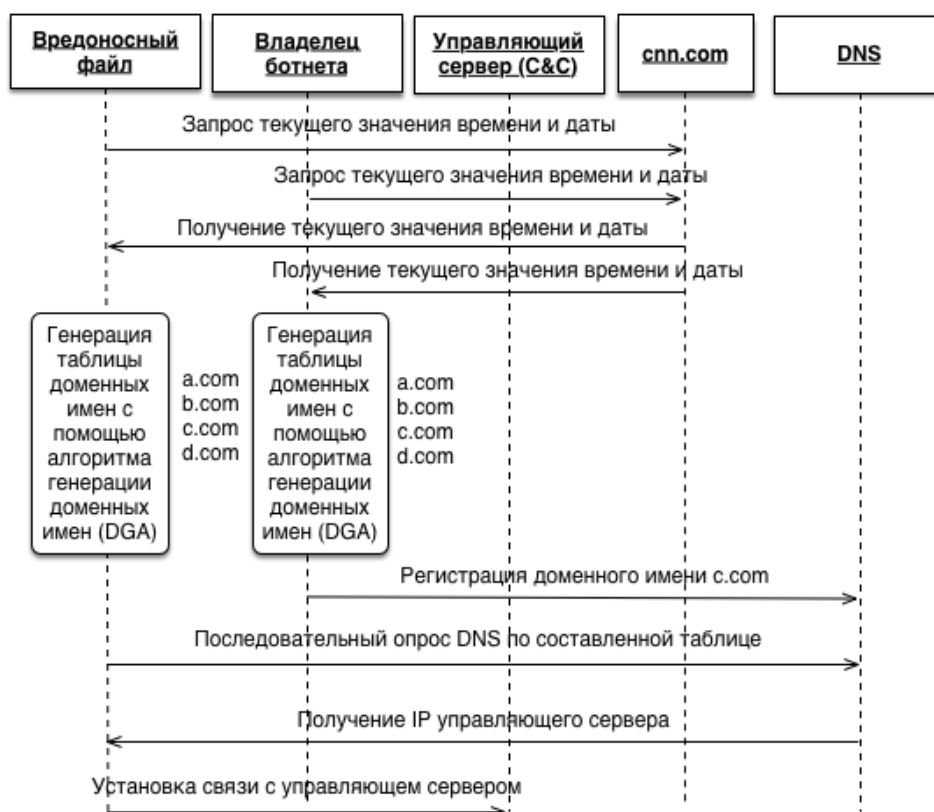 Вредоносный
файл
Владелец
ботнета
Управляющий
сервер (C&C)
cnn.com
DNS
Запрос текущего значения времени и даты
Запрос текущего значения времени и даты
Получение текущего значения времени и даты
Получение текущего значения времени и даты
Генерация
таблицы
доменных
имен с
помощью
алгоритма
генерации
доменных
имен (DGA)
a.com
b.com
c.com
d.com
Генерация
таблицы
доменных
имен с
помощью
алгоритма
генерации
доменных
имен (DGA)
a.com
b.com
c.com
d.com
Регистрация доменного имени c.com
Последовательный опрос DNS по составленной таблице
Получение IP управляющего сервера
Установка связи с управляющем сервером